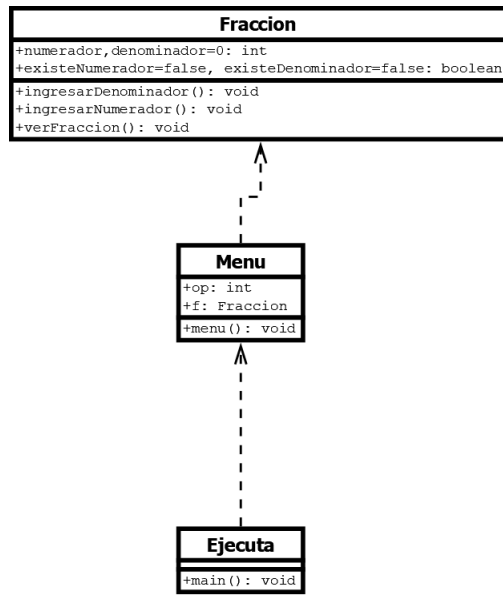 Fraccion
+numerador,denominador=0: int
+existeNumerador=false, existeDenominador=false: boolean
+ingresarDenominador(): void
+ingresarNumerador(): void
+verFraccion(): void
Menu
+op: int
+f: Fraccion
+menu(): void
Ejecuta
+main(): void